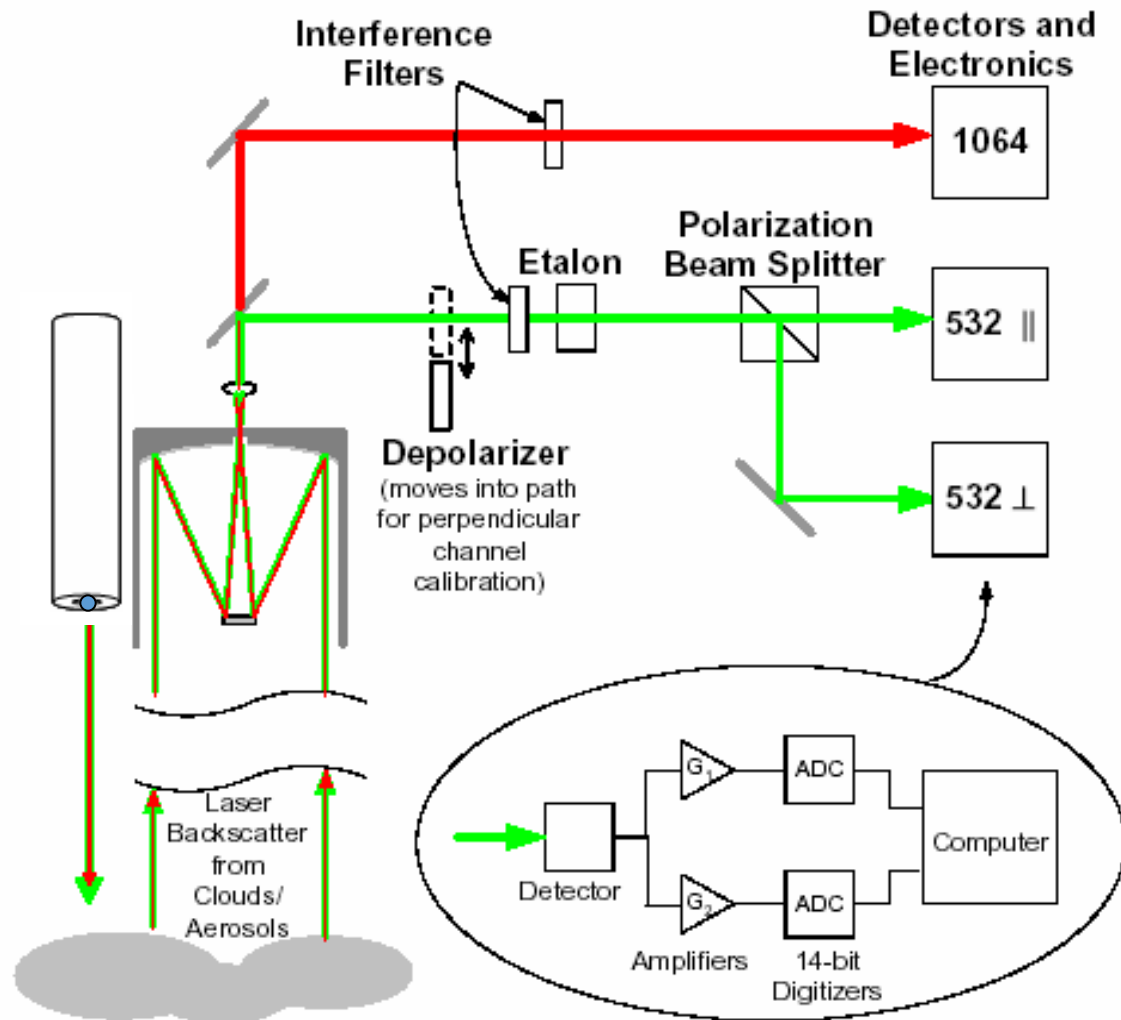 Interference
Filters
Detectors and
Electronics
1064
Polarization
Beam Splitter
Etalon
532 ||
Depolarizer
(moves into path
for perpendicular
channel
calibration)
532 ⊥
Laser
Backscatter
from
Clouds/
Aerosols
G1
ADC
Detector
Computer
G2
ADC
Amplifiers
14-bit
Digitizers